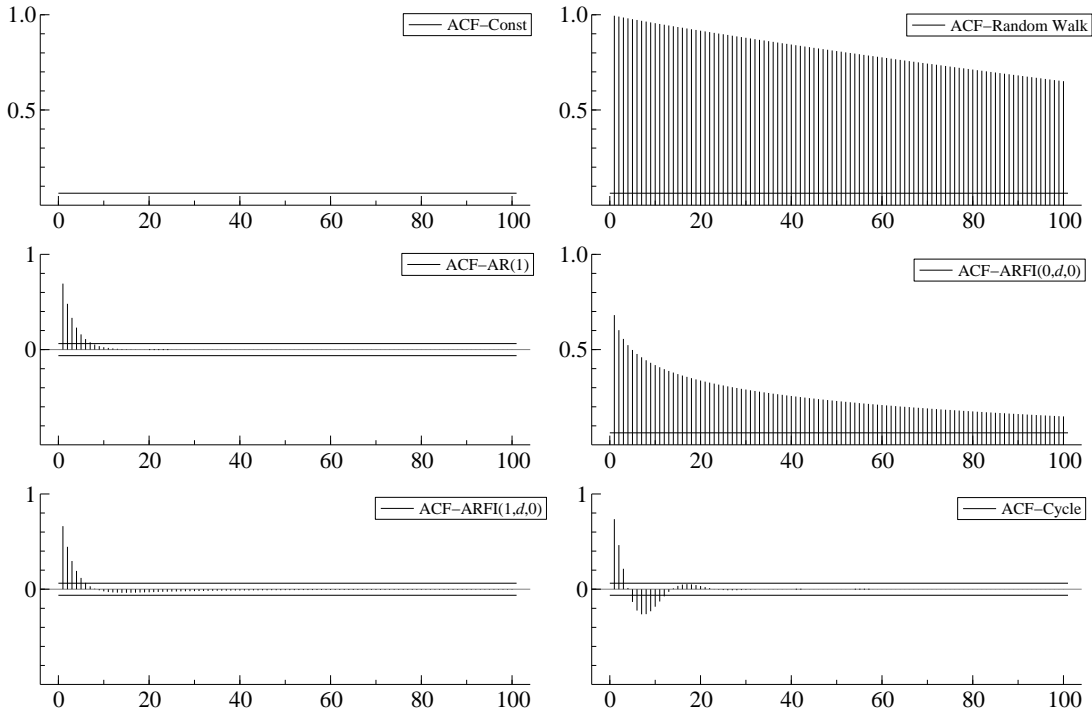 1.0
ACF–Const
0.5
0 20 40 60 80 100
1.0
ACF–Random Walk
0.5
0 20 40 60 80 100
1
ACF–AR(1)
0
0 20 40 60 80 100
1.0
ACF–ARFI(0,d,0)
0.5
0 20 40 60 80 100
1
ACF–ARFI(1,d,0)
0
0 20 40 60 80 100
1
ACF–Cycle
0
0 20 40 60 80 100